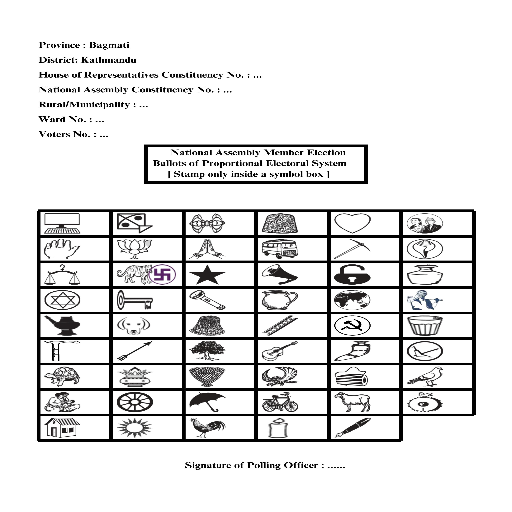 Province : Bagmati
District: Kathmandu
House of Representatives Constituency No. : ...
National Assembly Constituency No. : ...
Rural/Municipality : ...
Ward No. : ...
Voters No. : ...
National Assembly Member Election
Ballots of Proportional Electoral System
[ Stamp only inside a symbol box ]
Signature of Polling Officer : ......